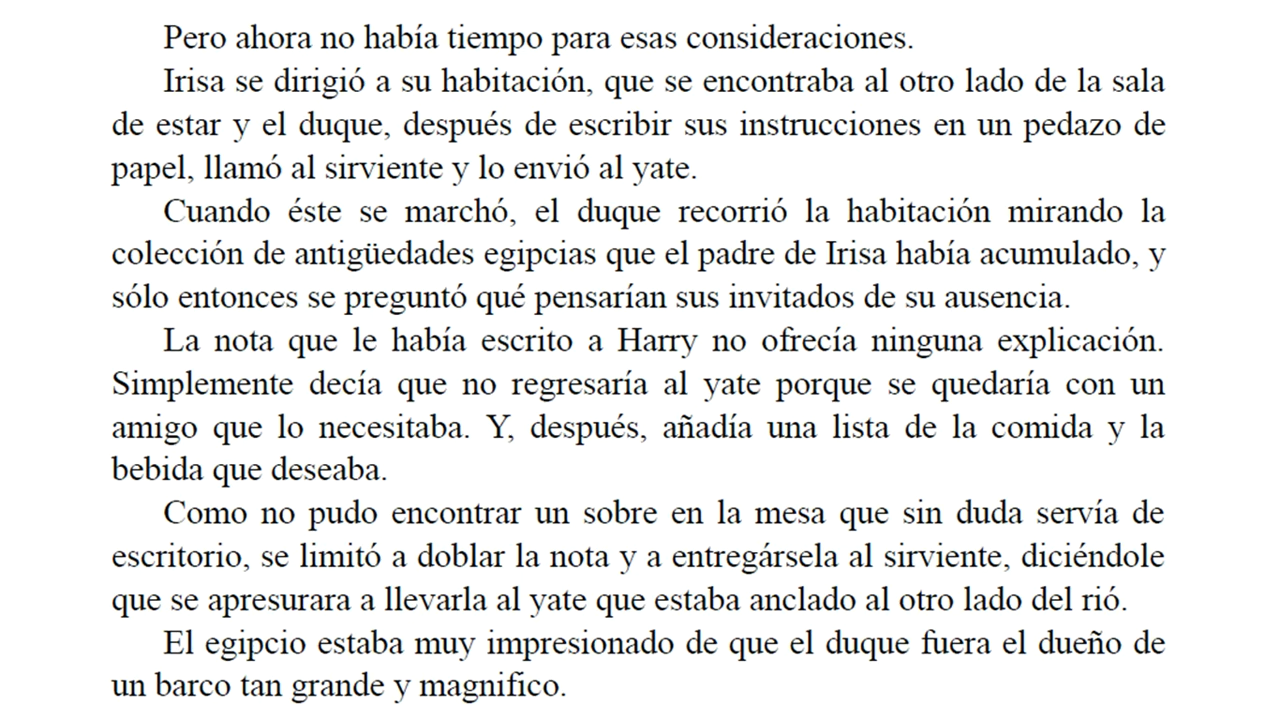 Pero ahora no había tiempo para esas consideraciones.
Irisa se dirigió a su habitación, que se encontraba al otro lado de la sala
de estar y el duque, después de escribir sus instrucciones en un pedazo de
papel, llamó al sirviente y lo envió al yate.
Cuando éste se marchó, el duque recorrió la habitación mirando la
colección de antigüedades egipcias que el padre de Irisa había acumulado, y
sólo entonces se preguntó qué pensarían sus invitados de su ausencia.
La nota que le había escrito a Harry no ofrecía ninguna explicación.
Simplemente decía que no regresaría al yate porque se quedaría con un
amigo que lo necesitaba. Y, después, añadía una lista de la comida y la
bebida que deseaba.
Como no pudo encontrar un sobre en la mesa que sin duda servía de
escritorio, se limitó a doblar la nota y a entregársela al sirviente, diciéndole
que se apresurara a llevarla al yate que estaba anclado al otro lado del rió.
El egipcio estaba muy impresionado de que el duque fuera el dueño de
un barco tan grande y magnifico.